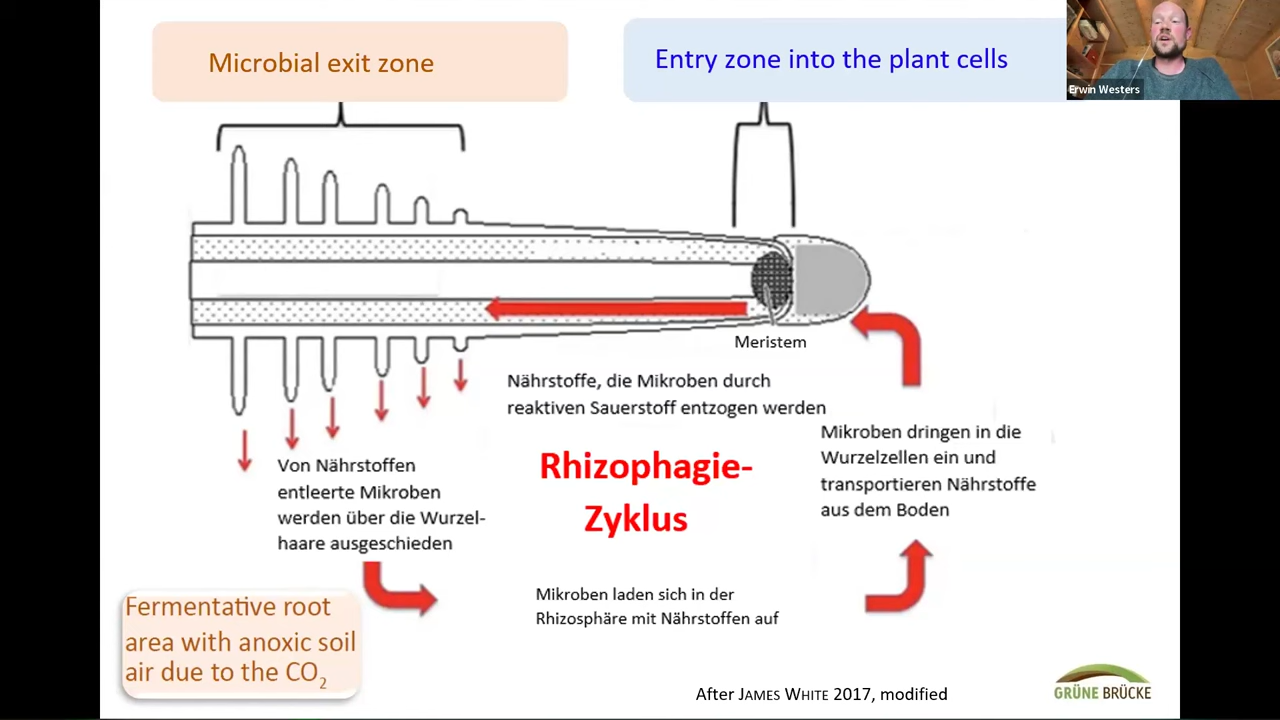 Microbial exit zone
Entry zone into the plant cells
Erwin Westers
Meristem
Nährstoffe, die Mikroben durch
reaktiven Sauerstoff entzogen werden
Mikroben dringen in die
Wurzelzellen ein und
transportieren Nährstoffe
aus dem Boden
Rhizophagie-
Zyklus
Von Nährstoffen
entleerte Mikroben
werden über die Wurzel-
haare ausgeschieden
Mikroben laden sich in der
Rhizosphäre mit Nährstoffen auf
Fermentative root
area with anoxic soil
air due to the CO₂
After JAMES WHITE 2017, modified
GRÜNE BRÜCKE